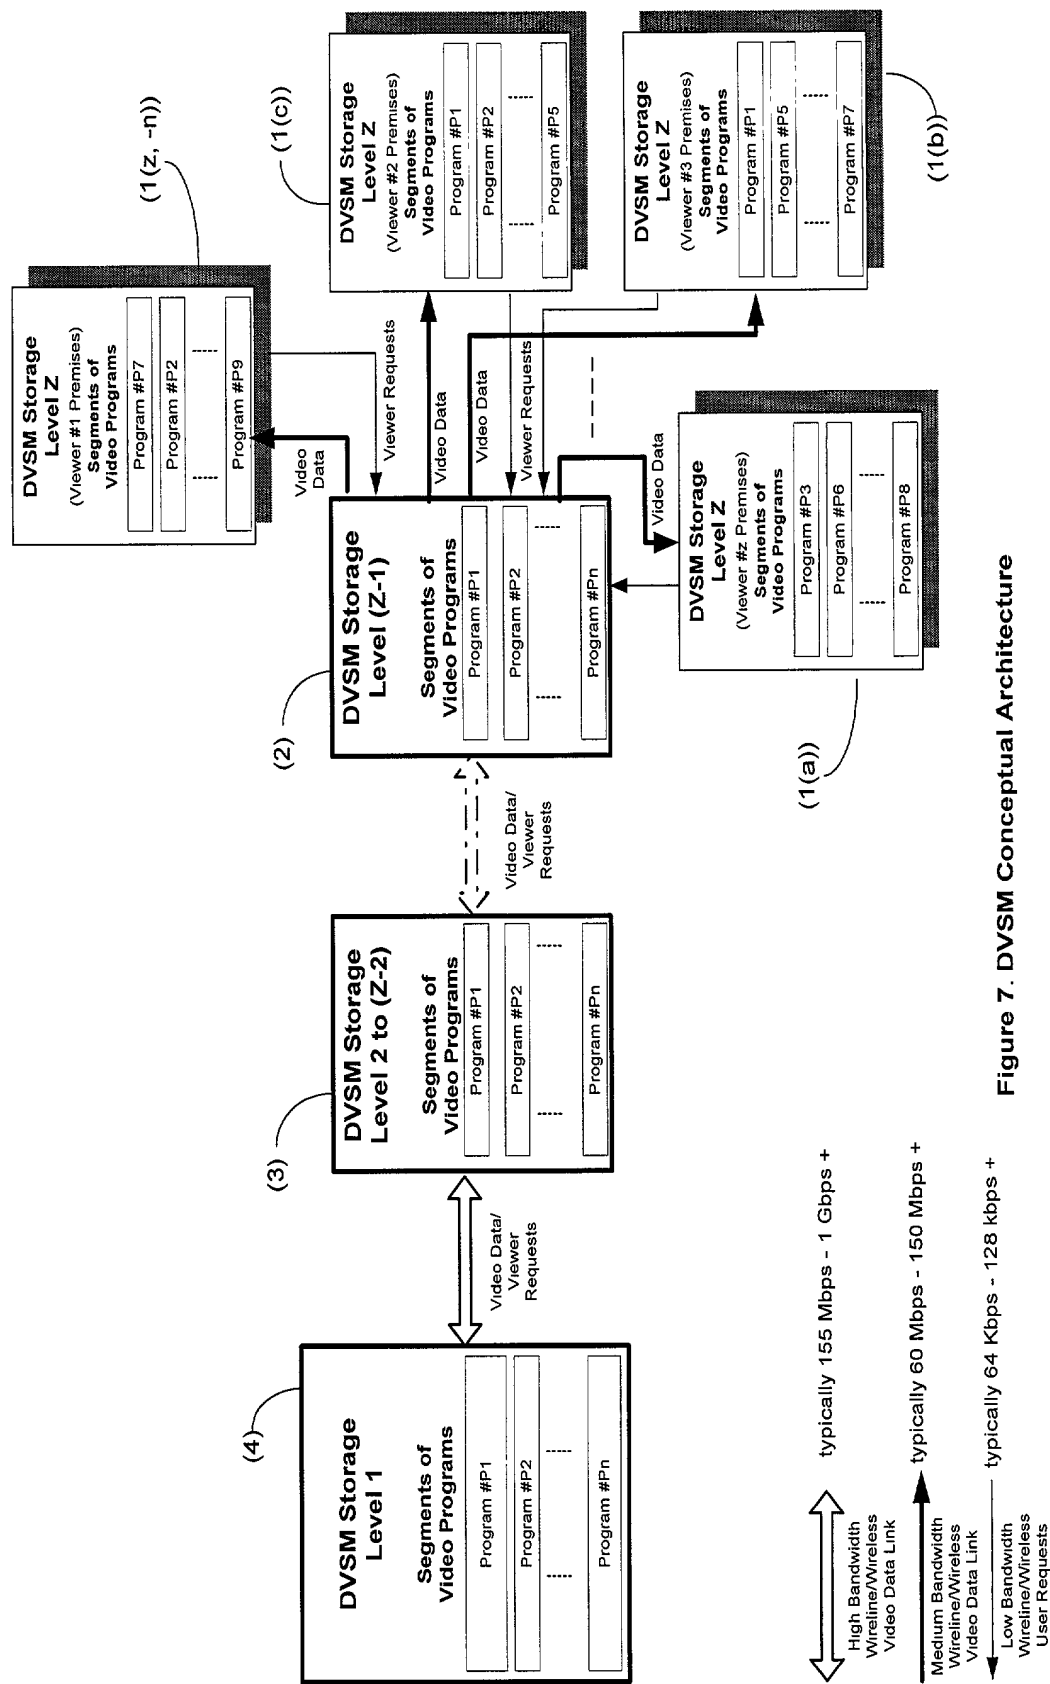 DVSM Storage
Level 1
Segments of
Video Programs
Program #P1
Program #P2
Program #Pn
(4)
Video Data/
Viewer
Requests
DVSM Storage
Level 2 to (Z-2)
Segments of
Video Programs
Program #P1
Program #P2
Program #Pn
(3)
Video Data/
Viewer
Requests
DVSM Storage
Level (Z-1)
Segments of
Video Programs
Program #P1
Program #P2
Program #Pn
(2)
DVSM Storage
Level Z
(Viewer #1 Premises)
Segments of
Video Programs
Program #P7
Program #P2
Program #P9
(1(z, -n))
Video
Data
Viewer Requests
Video Data
Video Data
Viewer Requests
Video Data
DVSM Storage
Level Z
(Viewer #2 Premises)
Segments of
Video Programs
Program #P1
Program #P2
Program #P5
(1(c))
DVSM Storage
Level Z
(Viewer #3 Premises)
Segments of
Video Programs
Program #P1
Program #P5
Program #P7
(1(b))
DVSM Storage
Level Z
(Viewer #z Premises)
Segments of
Video Programs
Program #P3
Program #P6
Program #P8
(1(a))
High Bandwidth
Wireline/Wireless
Video Data Link
typically 155 Mbps - 1 Gbps +
Medium Bandwidth
Wireline/Wireless
Video Data Link
typically 60 Mbps - 150 Mbps +
Low Bandwidth
Wireline/Wireless
User Requests
typically 64 Kbps - 128 kbps +
Figure 7. DVSM Conceptual Architecture